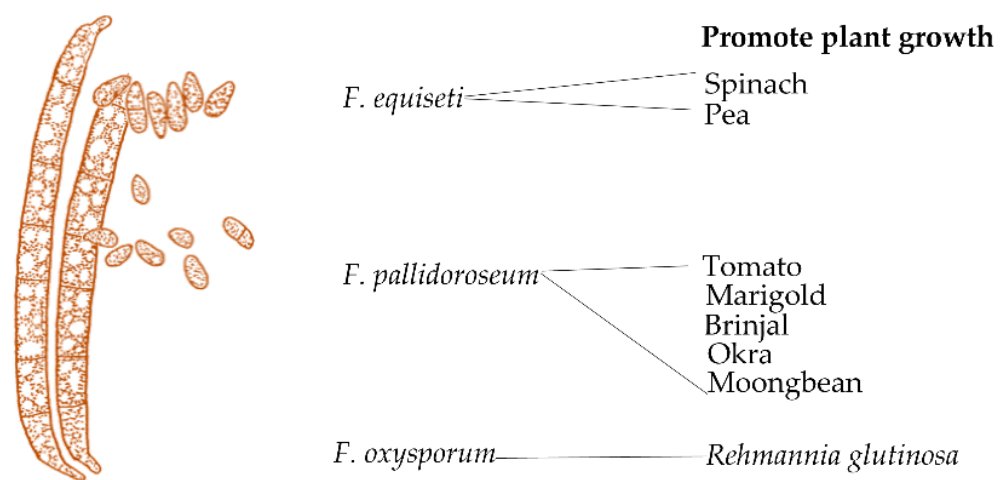 Promote plant growth
F. equiseti
Spinach
Pea
F. pallidoroseum
Tomato
Marigold
Brinjal
Okra
Moongbean
F. oxysporum
Rehmannia glutinosa